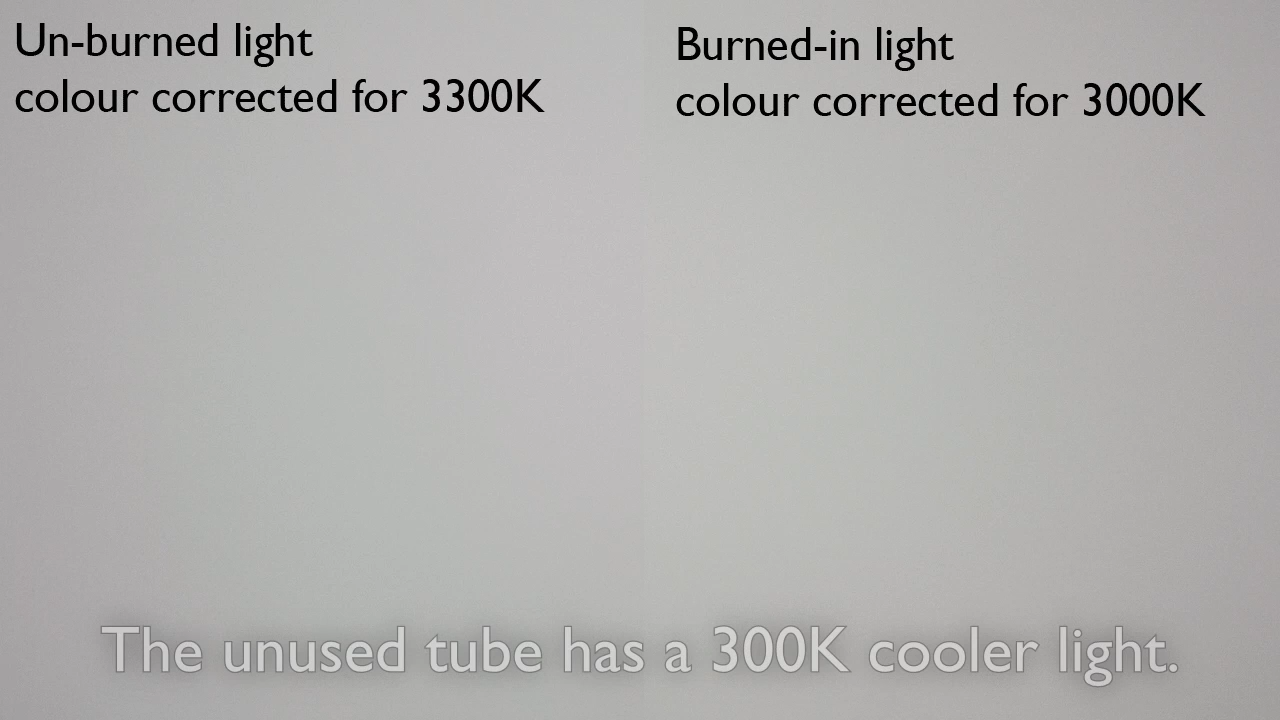 Un-burned light
colour corrected for 3300K
Burned-in light
colour corrected for 3000K
The unused tube has a 300K cooler light.